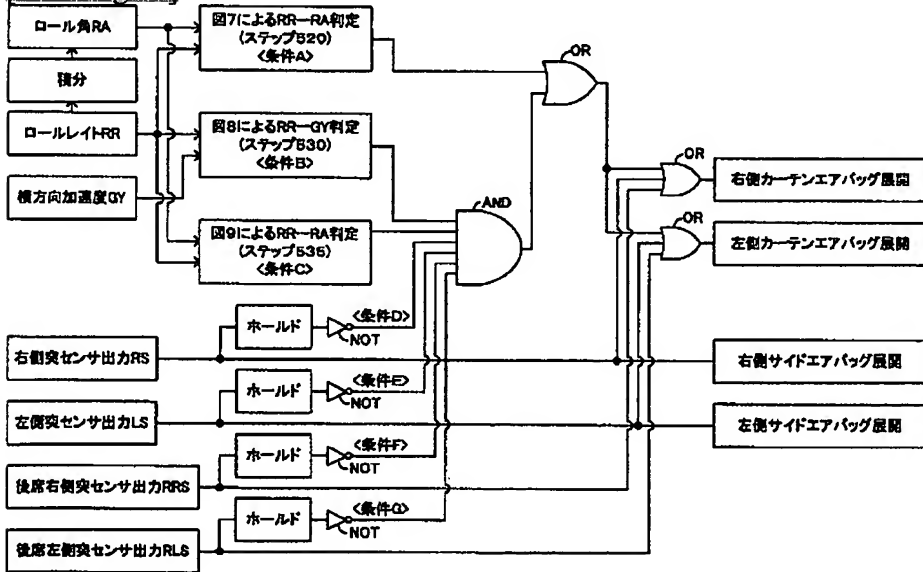 ロール角RA
積分
ロールレイトRR
横方向加速度GY
図7によるRR−RA判定
(ステップ520)
<条件A>
図8によるRR−GY判定
(ステップ530)
<条件B>
図9によるRR−RA判定
(ステップ535)
<条件C>
OR
AND
OR
OR
右側カーテンエアバッグ展開
左側カーテンエアバッグ展開
ホールド
NOT
<条件D>
右側突センサ出力RS
右側サイドエアバッグ展開
ホールド
NOT
<条件E>
左側突センサ出力LS
左側サイドエアバッグ展開
ホールド
NOT
<条件F>
後席右側突センサ出力RRS
ホールド
NOT
<条件G>
後席左側突センサ出力RLS